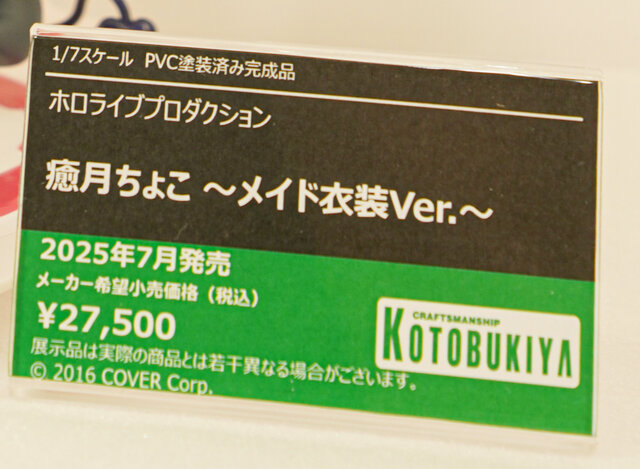 1/7スケール PVC塗装済み完成品
ホロライブプロダクション
癒月ちょこ ～メイド衣装Ver.～
2025年7月発売
メーカー希望小売価格（税込）
¥27,500
展示品は実際の商品とは若干異なる場合がございます。
© 2016 COVER Corp.
CRAFTSMANSHIP
KOTOBUKIYA